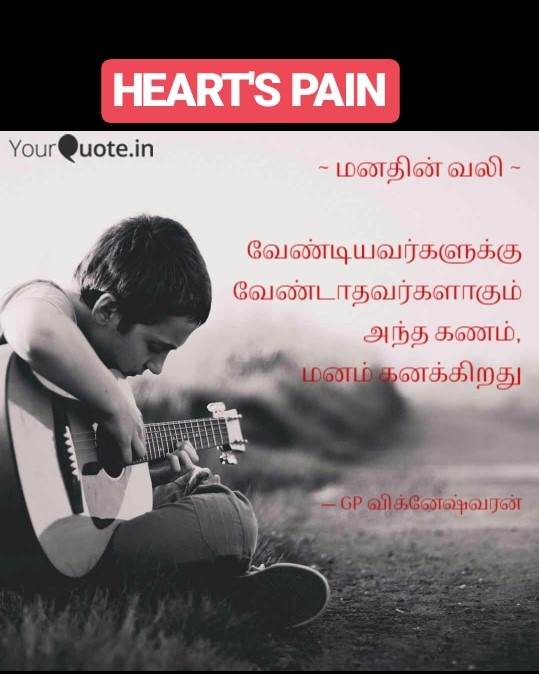 HEART'S PAIN
YourQuote.in
~ மனதின் வலி ~
வேண்டியவர்களுக்கு
வேண்டாதவர்களாகும்
அந்த கணம்,
மனம் கனக்கிறது
— GP விக்னேஷ்வரன்